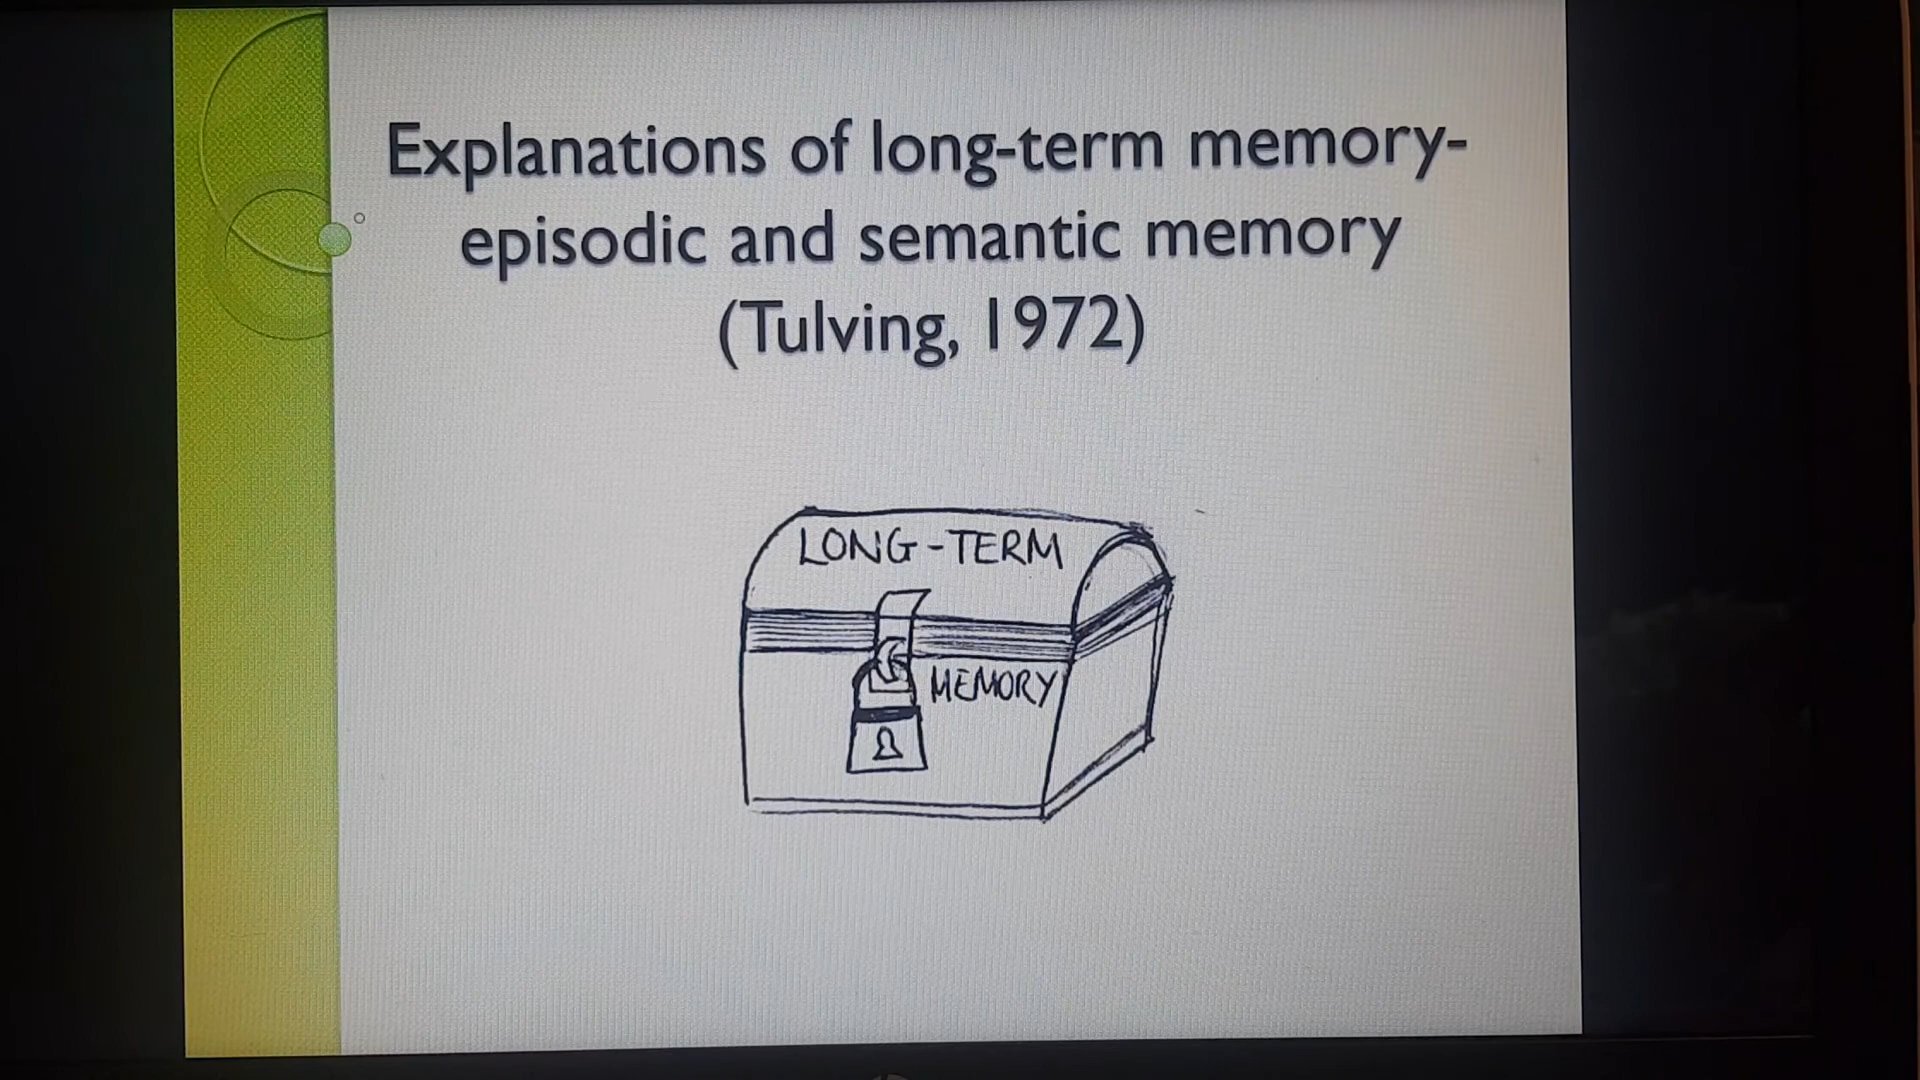 Explanations of long-term memory-
episodic and semantic memory
(Tulving, 1972)
LONG-TERM
MEMORY